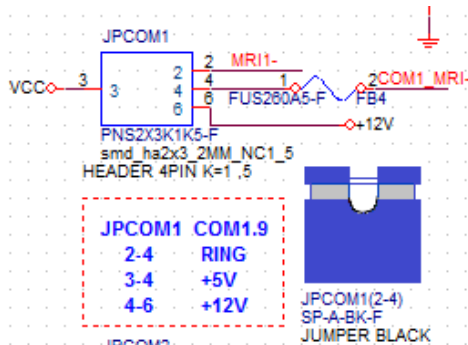 JPCOM1
VCC 3 3 2 4 6 2 4 6 MRI1- 1 2 COM1_MRI-
FUS260A5-F FB4
+12V
PNS2X3K1K5-F
smd_ha2x3_2MM_NC1_5
HEADER 4PIN K=1 ,5
JPCOM1 COM1.9
2-4 RING
3-4 +5V
4-6 +12V
JPCOM1(2-4)
SP-A-BK-F
JUMPER BLACK